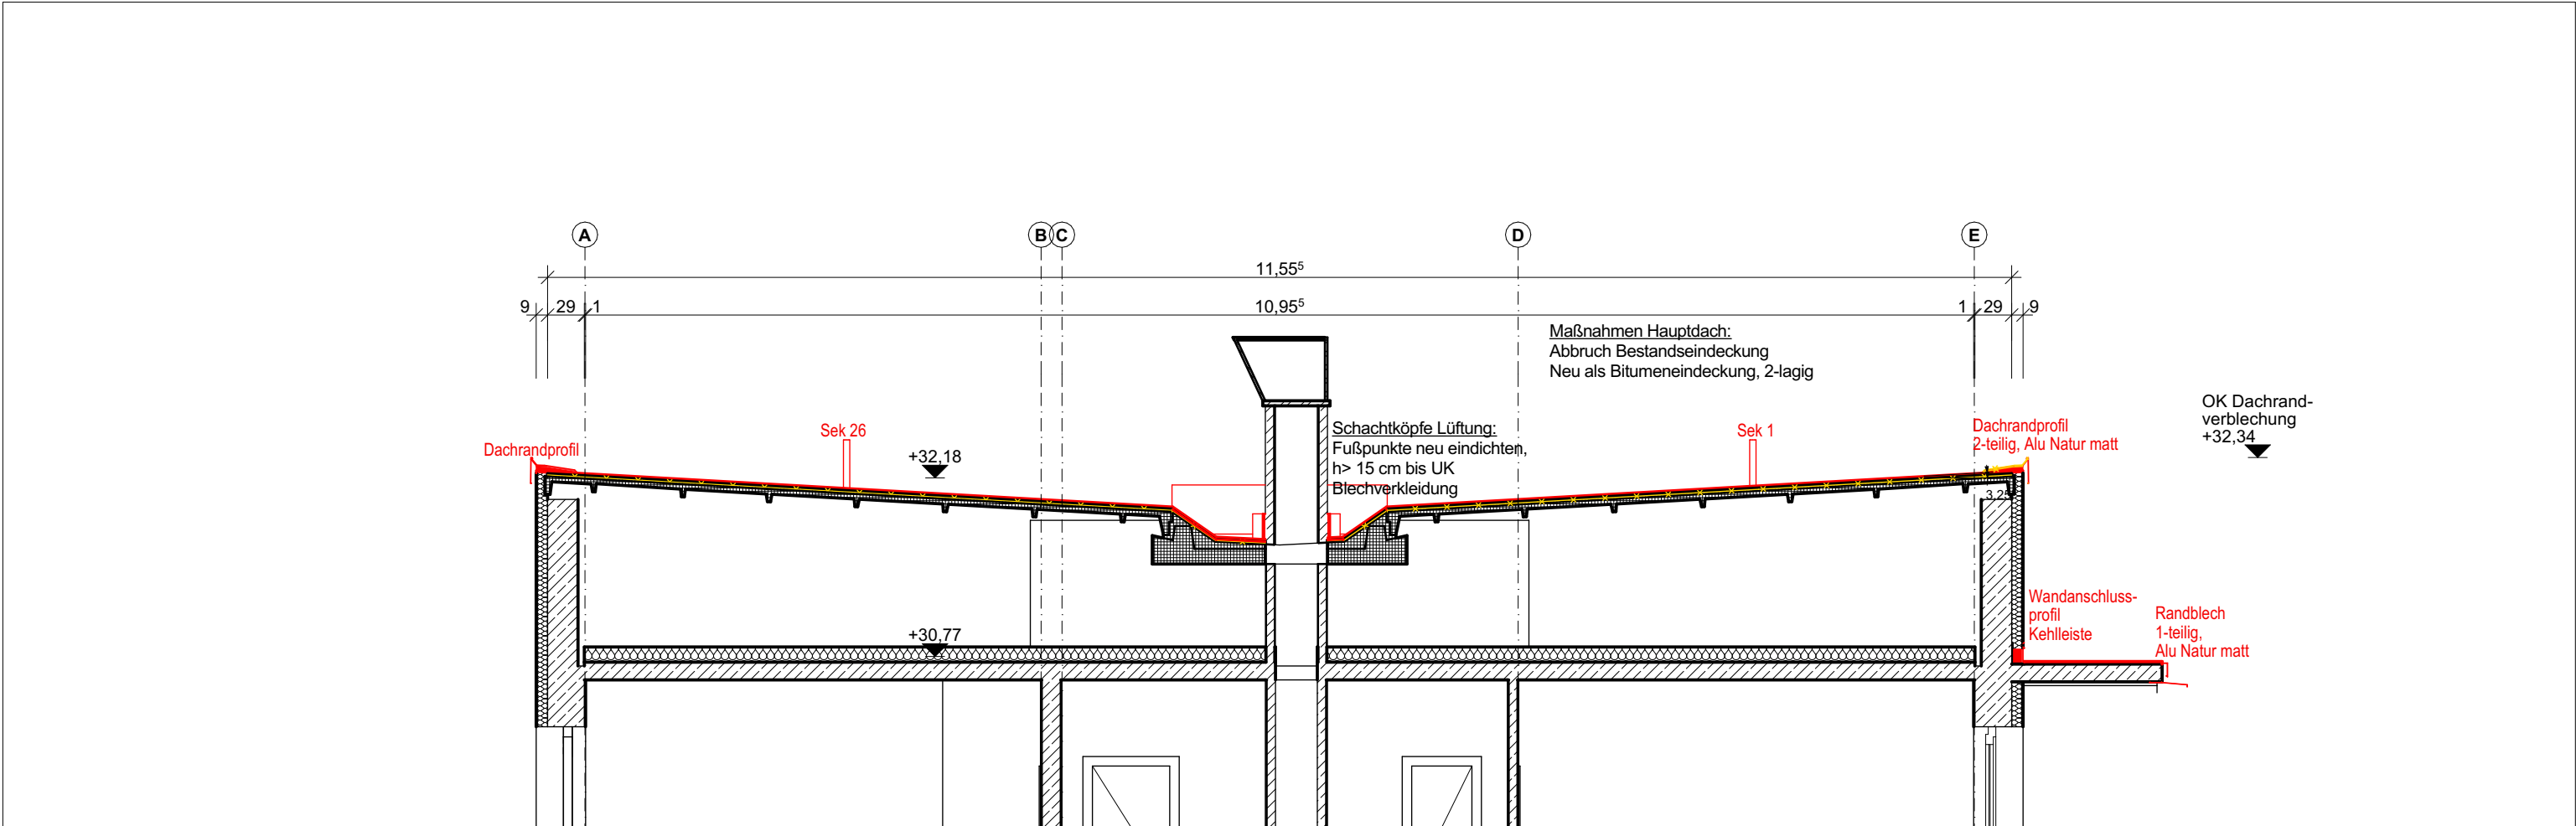 A
B
C
D
E
11,55⁵
9
29
1
10,95⁵
1
29
9
Maßnahmen Hauptdach:
Abbruch Bestandseindeckung
Neu als Bitumeneindeckung, 2-lagig
OK Dachrand-
verblechung
+32,34
Dachrandprofil
Sek 26
+32,18
Schachtköpfe Lüftung:
Fußpunkte neu eindichten,
h> 15 cm bis UK
Blechverkleidung
Sek 1
Dachrandprofil
2-teilig, Alu Natur matt
3,25
+30,77
Wandanschluss-
profil
Kehlleiste
Randblech
1-teilig,
Alu Natur matt